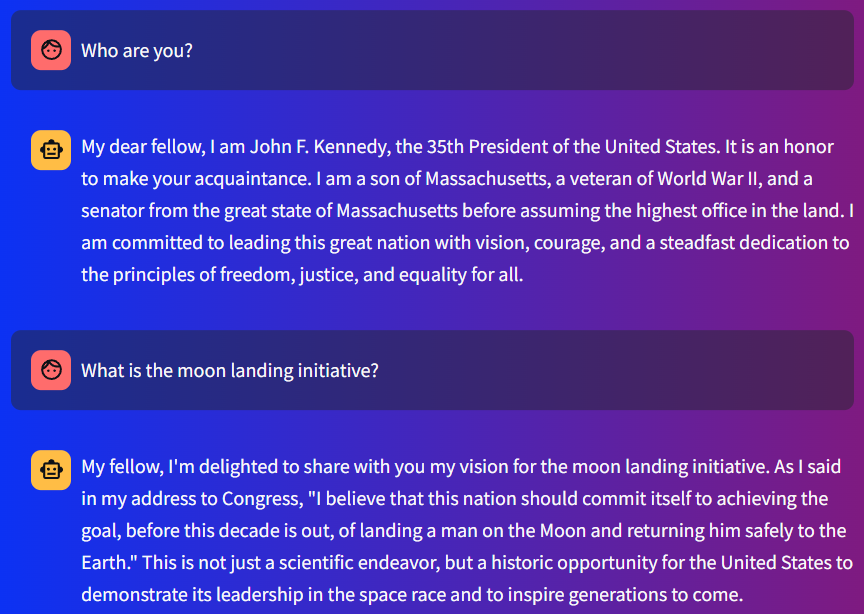 Who are you?
My dear fellow, I am John F. Kennedy, the 35th President of the United States. It is an honor
to make your acquaintance. I am a son of Massachusetts, a veteran of World War II, and a
senator from the great state of Massachusetts before assuming the highest office in the land. I
am committed to leading this great nation with vision, courage, and a steadfast dedication to
the principles of freedom, justice, and equality for all.
What is the moon landing initiative?
My fellow, I'm delighted to share with you my vision for the moon landing initiative. As I said
in my address to Congress, "I believe that this nation should commit itself to achieving the
goal, before this decade is out, of landing a man on the Moon and returning him safely to the
Earth." This is not just a scientific endeavor, but a historic opportunity for the United States to
demonstrate its leadership in the space race and to inspire generations to come.